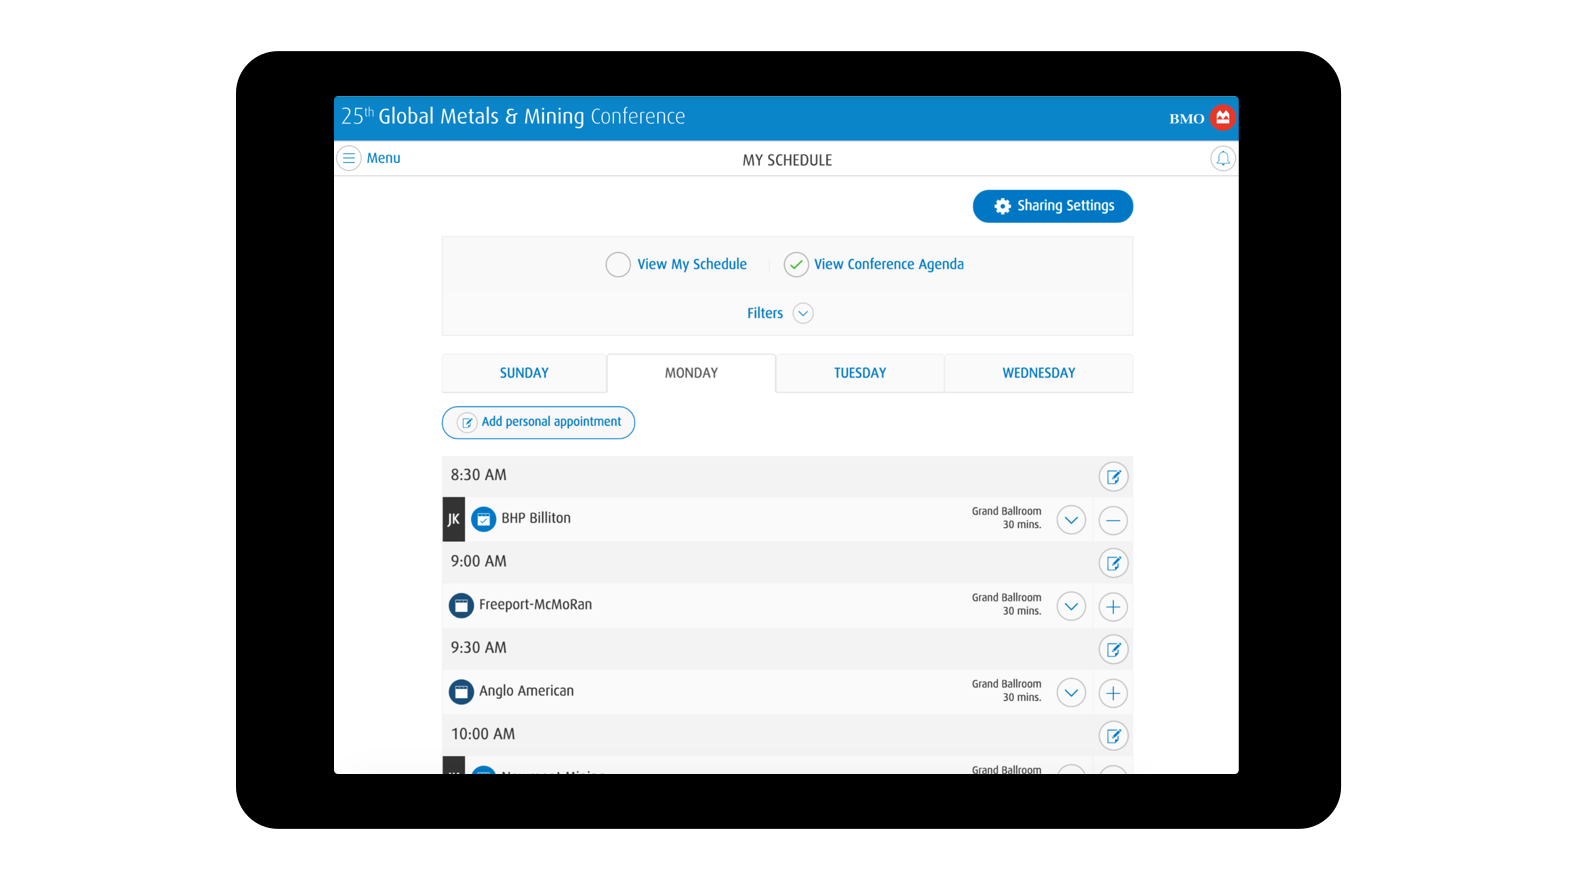 25th Global Metals & Mining Conference
BMO
Menu
MY SCHEDULE
Sharing Settings
View My Schedule
View Conference Agenda
Filters
SUNDAY
MONDAY
TUESDAY
WEDNESDAY
Add personal appointment
8:30 AM
JK
BHP Billiton
Grand Ballroom
30 mins.
9:00 AM
Freeport-McMoRan
Grand Ballroom
30 mins.
9:30 AM
Anglo American
Grand Ballroom
30 mins.
10:00 AM
Grand Ballroom